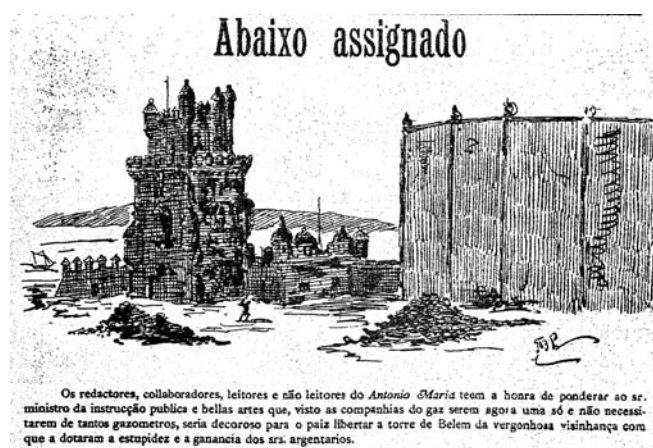 Abaixo assignado
Os redactores, collaboradores, leitores e não leitores do Antonio Maria teem a honra de ponderar ao sr.
ministro da instrucção publica e bellas artes que, visto as companhias do gaz serem agora uma só e não necessi-
tarem de tantos gazometros, seria decoroso para o paiz libertar a torre de Belem da vergonhosa visinhança com
que a dotaram a estupidez e a ganancia dos srs. argentarios.